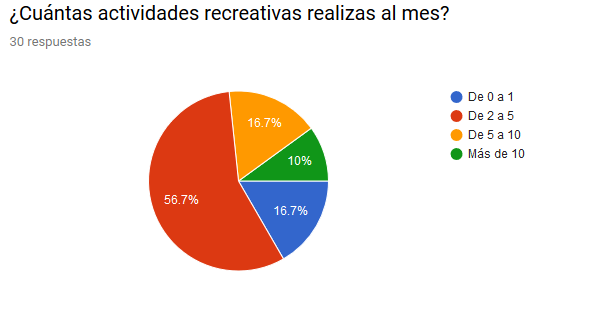 ¿Cuántas actividades recreativas realizas al mes?
30 respuestas
De 0 a 1
De 2 a 5
De 5 a 10
Más de 10
16.7%
10%
56.7%
16.7%